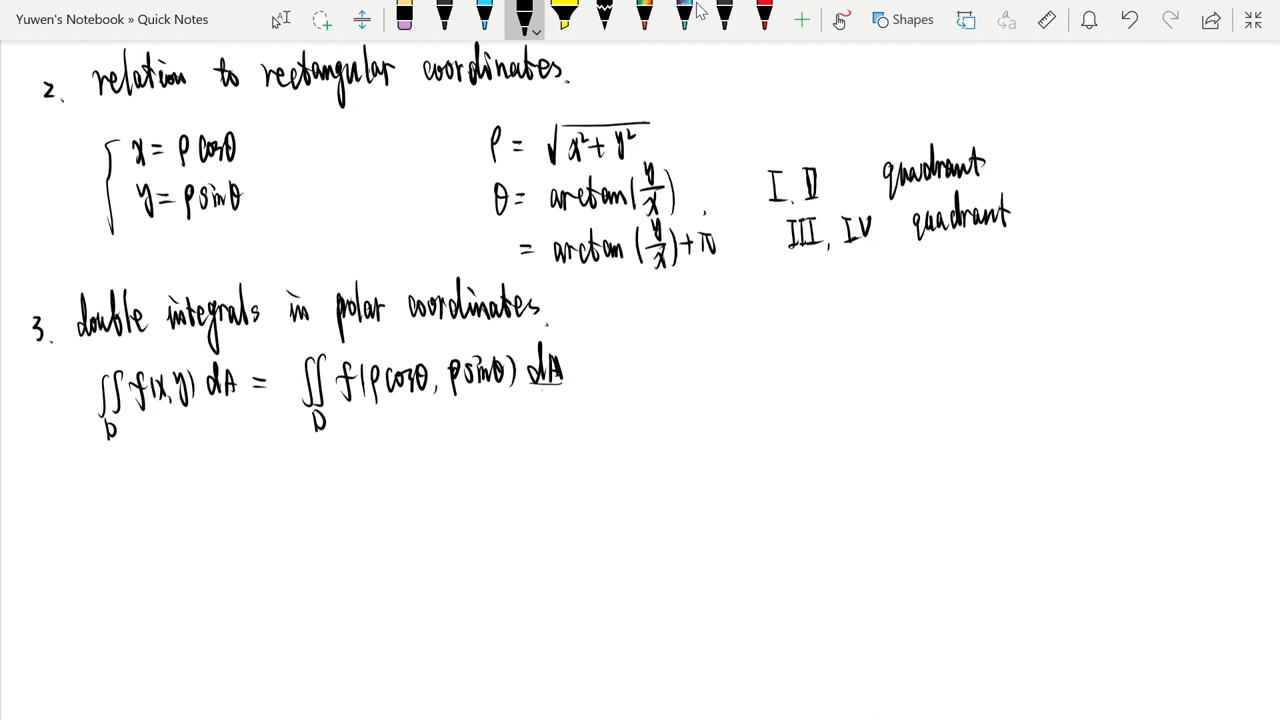 Yuwen's Notebook » Quick Notes
Shapes
2. relation to rectangular coordinates.
{ x = ρ cosθ    ρ = √(x² + y²)
y = ρ sinθ    θ = arctan(y/x),    I, II quadrant
= arctan(y/x) + π    III, IV quadrant
3. double integrals in polar coordinates.
∬_D f(x,y) dA = ∬_D f(ρcosθ, ρsinθ) dA